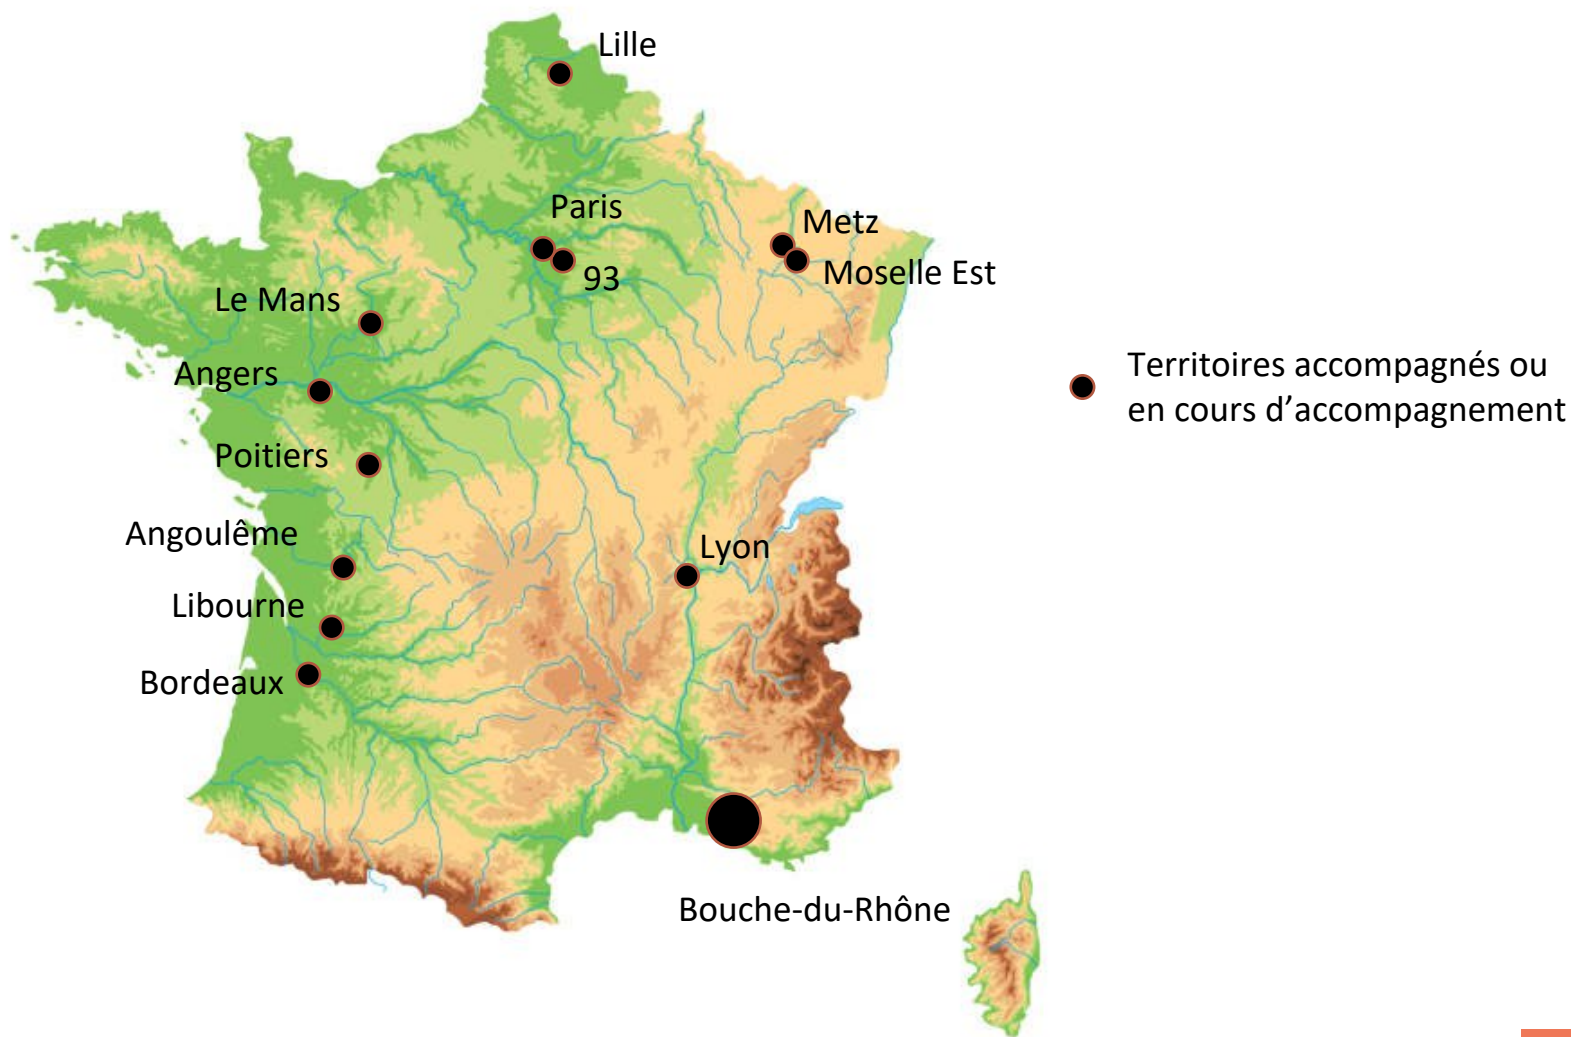 Lille
Paris
Metz
93
Moselle Est
Le Mans
Angers
Territoires accompagnés ou
en cours d’accompagnement
Poitiers
Angoulême
Lyon
Libourne
Bordeaux
Bouche-du-Rhône